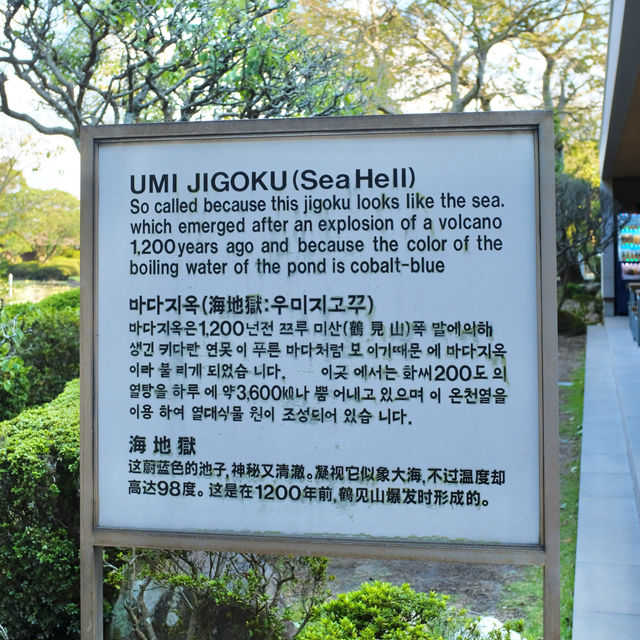 UMI JIGOKU(Sea Hell)
So called because this jigoku looks like the sea.
which emerged after an explosion of a volcano
1,200years ago and because the color of the
boiling water of the pond is cobalt-blue
바다지옥(海地獄:우미지고꾸)
바다지옥은1,200년전 쯔루 미산(鶴 見 山)폭 발에의해
생긴 커다란 연못 이 푸른 바다처럼 보 이기때문 에 바다지옥
이라 불 리게 되었습 니다. 이곳 에서는 화씨200도 의
열탕을 하루 에 약3,600㎘나 뿜 어내고 있으며 이 온천열을
이용 하여 열대식물 원이 조성되어 있습 니다.
海 地 獄
这蔚蓝色的池子,神秘又清澈。凝视它似象大海,不过温度却
高达98度。这是在1200年前,鹤见山爆发时形成的。